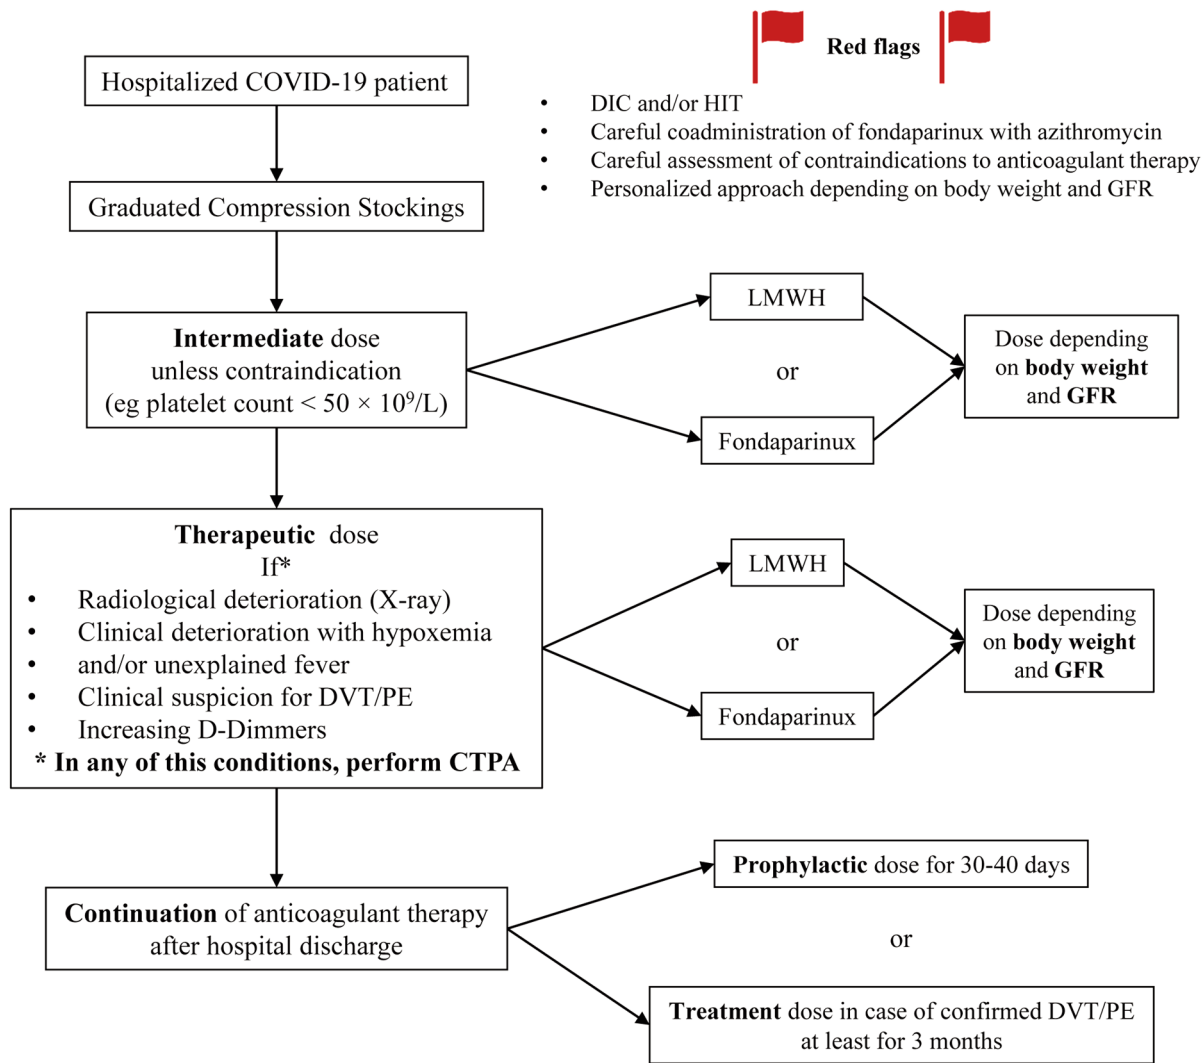 Red flags
• DIC and/or HIT
• Careful coadministration of fondaparinux with azithromycin
• Careful assessment of contraindications to anticoagulant therapy
• Personalized approach depending on body weight and GFR
Hospitalized COVID-19 patient
Graduated Compression Stockings
Intermediate dose
unless contraindication
(eg platelet count < 50 × 10⁹/L)
LMWH
or
Fondaparinux
Dose depending
on body weight
and GFR
Therapeutic dose
If*
• Radiological deterioration (X-ray)
• Clinical deterioration with hypoxemia
• and/or unexplained fever
• Clinical suspicion for DVT/PE
• Increasing D-Dimmers
* In any of this conditions, perform CTPA
LMWH
or
Fondaparinux
Dose depending
on body weight
and GFR
Continuation of anticoagulant therapy
after hospital discharge
Prophylactic dose for 30-40 days
or
Treatment dose in case of confirmed DVT/PE
at least for 3 months